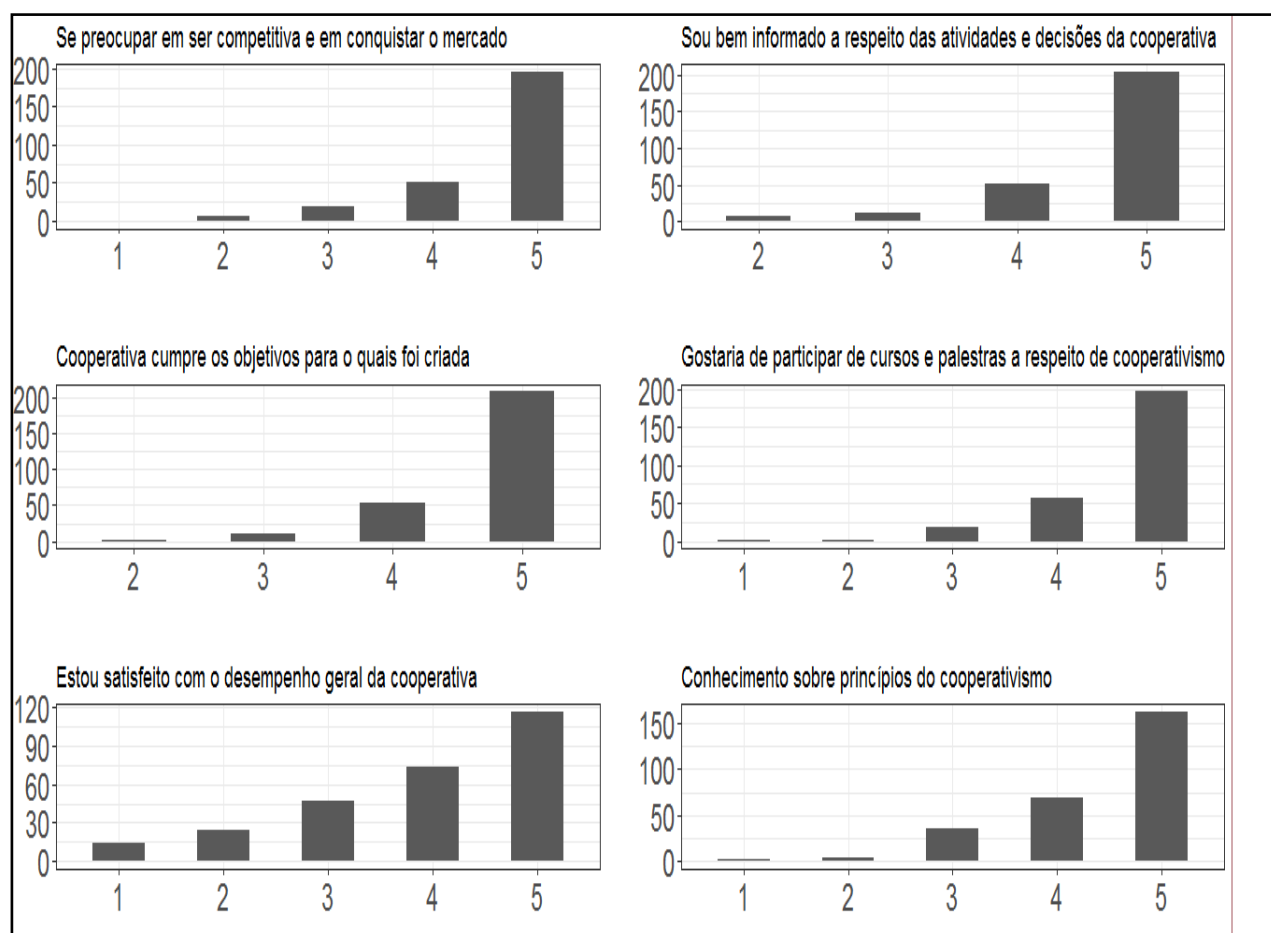 Se preocupar em ser competitiva e em conquistar o mercado
200
150
100
50
0
1 2 3 4 5
Sou bem informado a respeito das atividades e decisões da cooperativa
200
150
100
50
0
2 3 4 5
Cooperativa cumpre os objetivos para o quais foi criada
200
150
100
50
0
2 3 4 5
Gostaria de participar de cursos e palestras a respeito de cooperativismo
200
150
100
50
0
1 2 3 4 5
Estou satisfeito com o desempenho geral da cooperativa
120
90
60
30
0
1 2 3 4 5
Conhecimento sobre princípios do cooperativismo
150
100
50
0
1 2 3 4 5